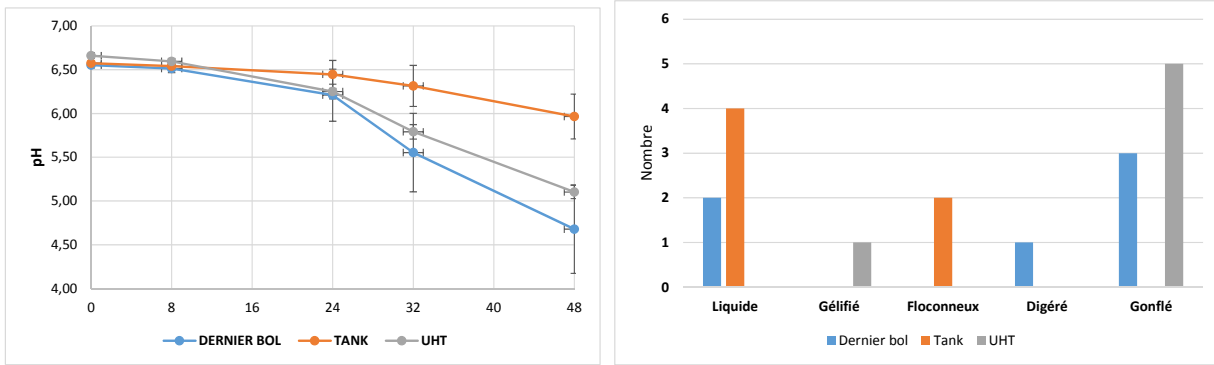 7,00
6,50
6,00
5,50
5,00
4,50
4,00
pH
0 8 16 24 32 40 48
DERNIER BOL TANK UHT
6
5
4
3
2
1
0
Nombre
Liquide Gélifié Floconneux Digéré Gonflé
Dernier bol Tank UHT